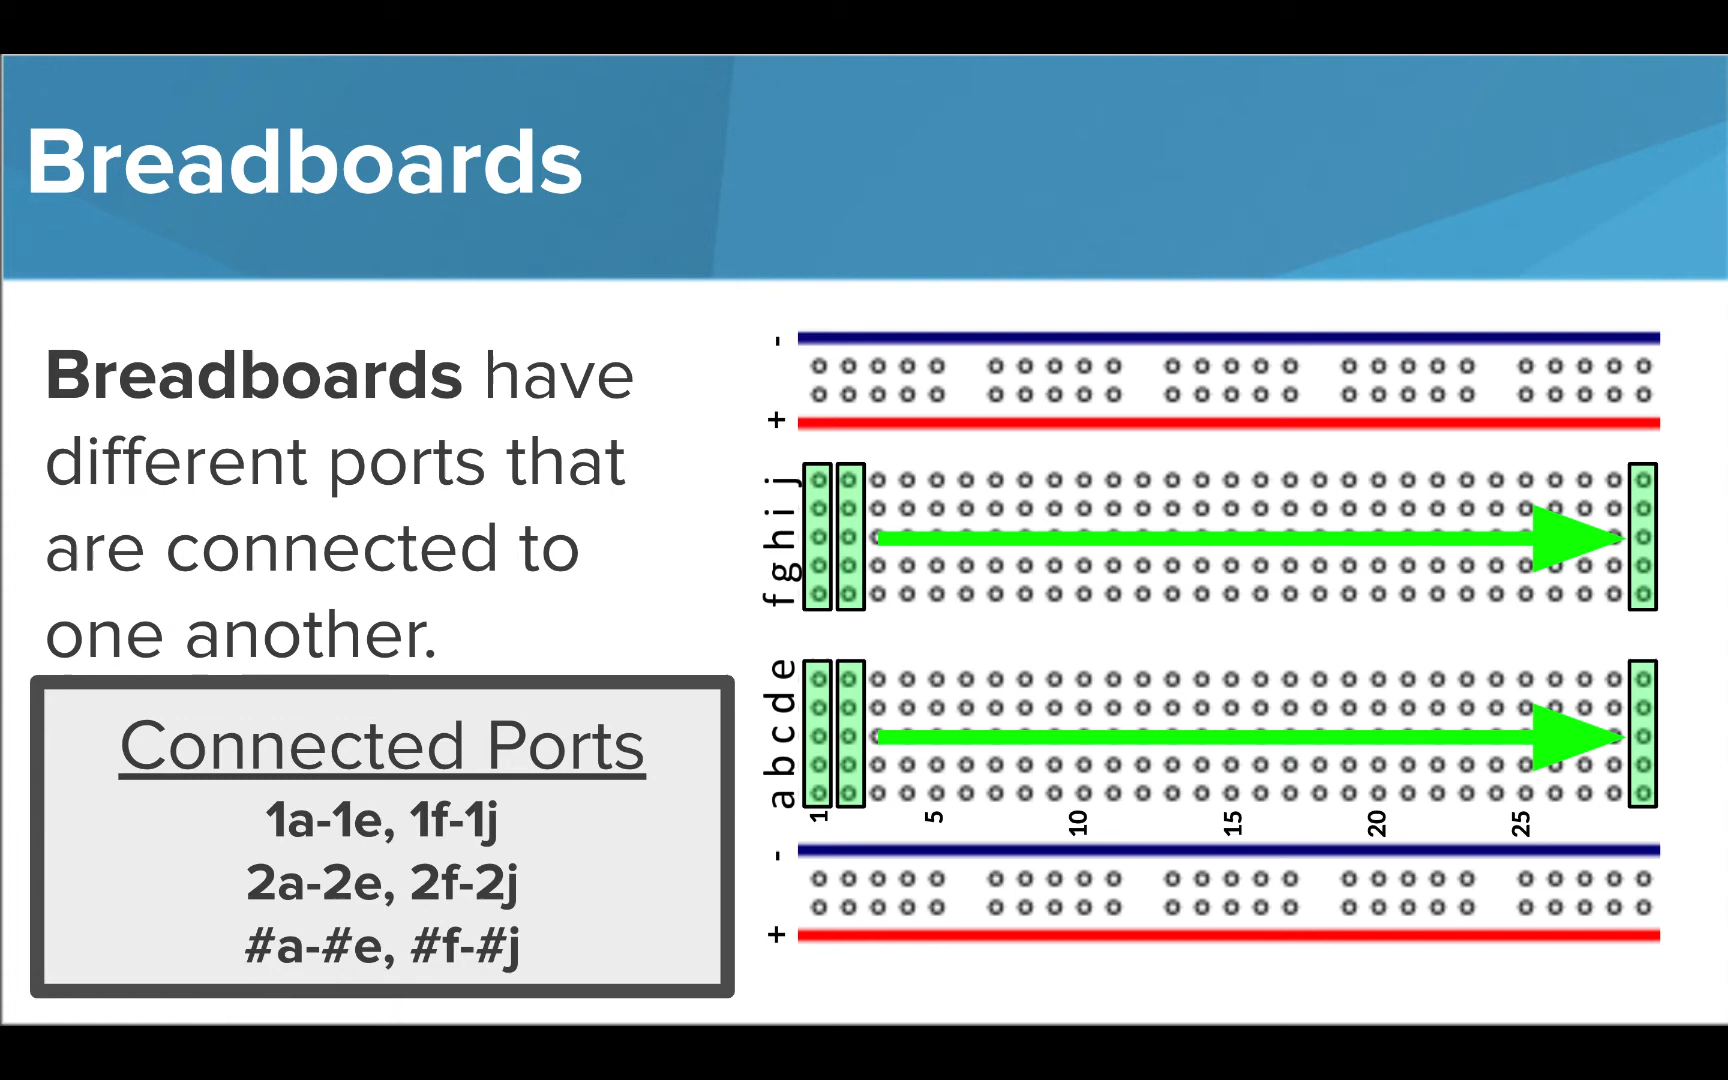 Breadboards
Breadboards have
different ports that
are connected to
one another.
Connected Ports
1a-1e, 1f-1j
2a-2e, 2f-2j
#a-#e, #f-#j
-
+
f g h i j
a b c d e
1 5 10 15 20 25
-
+